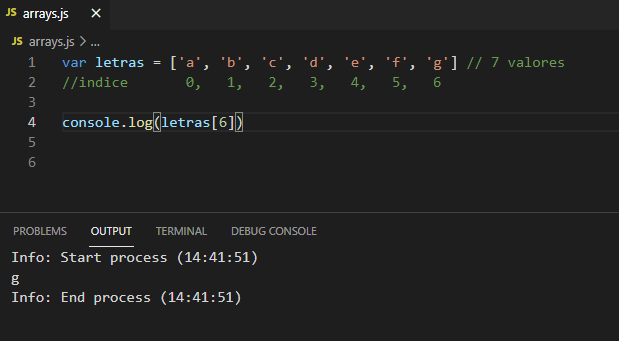 JS arrays.js ×
JS arrays.js > ...
1 var letras = ['a', 'b', 'c', 'd', 'e', 'f', 'g'] // 7 valores
2 //indice 0, 1, 2, 3, 4, 5, 6
3
4 console.log(letras[6])
5
6
PROBLEMS OUTPUT TERMINAL DEBUG CONSOLE
Info: Start process (14:41:51)
g
Info: End process (14:41:51)